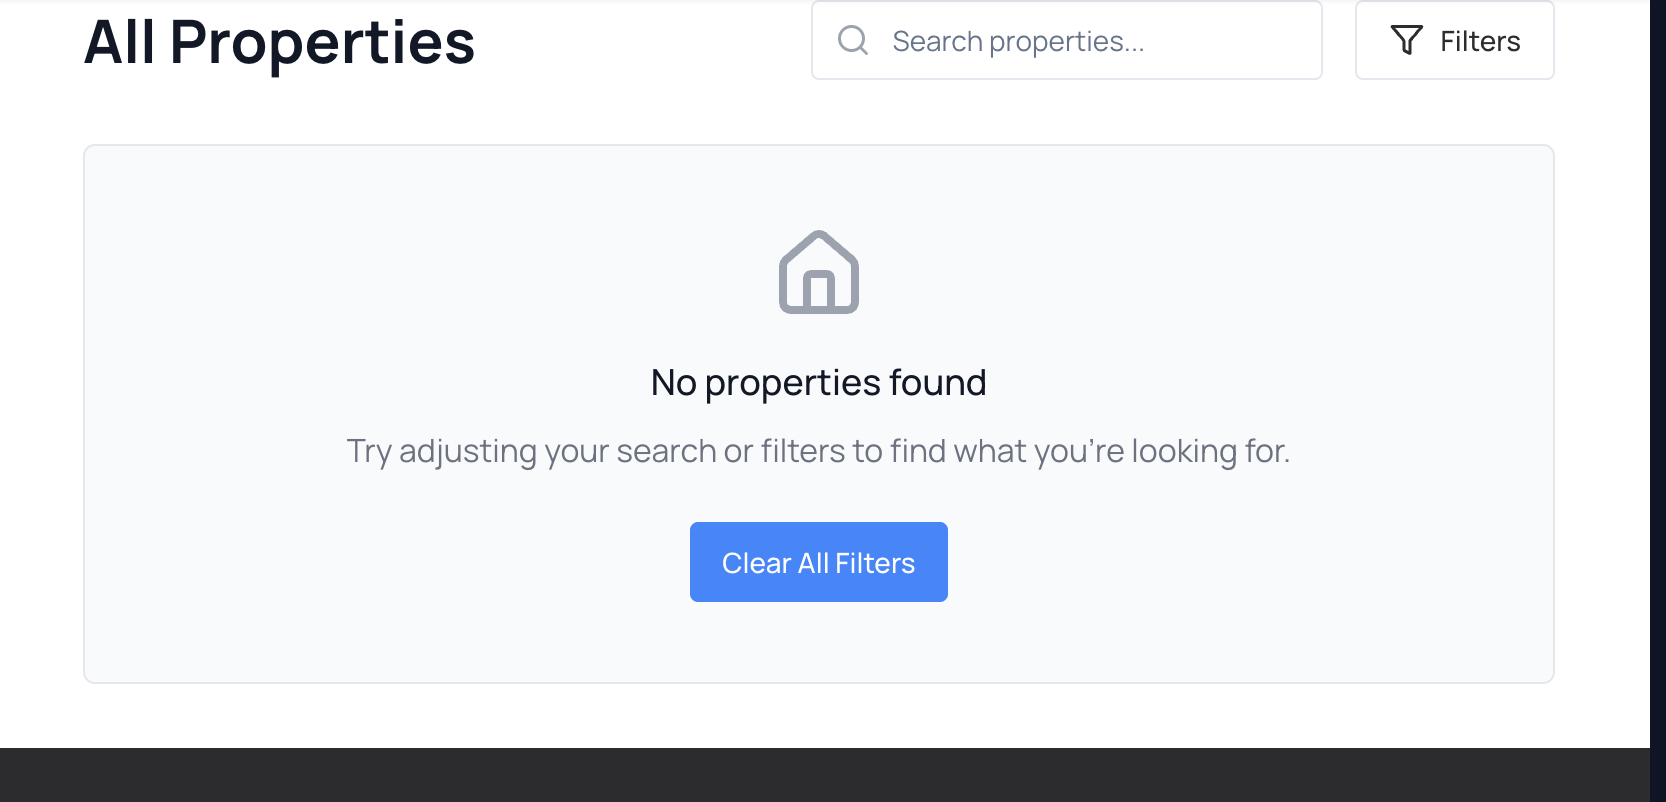 All Properties
Search properties...
Filters
No properties found
Try adjusting your search or filters to find what you're looking for.
Clear All Filters